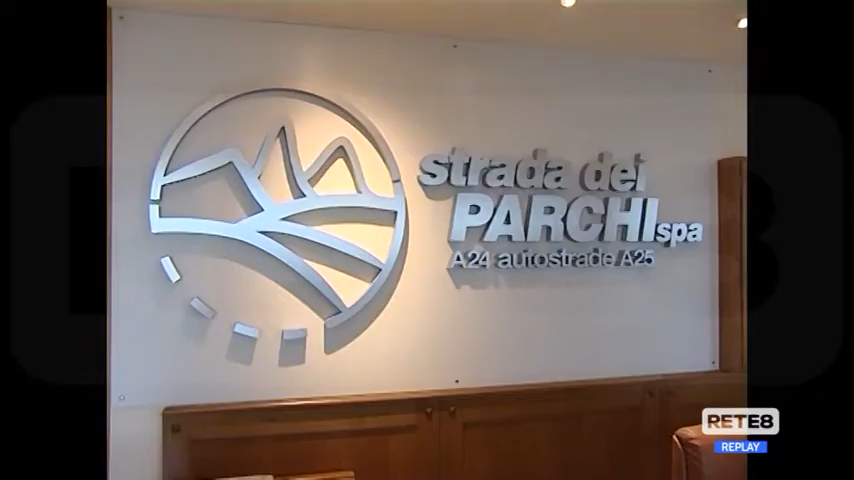 strada dei
PARCHI spa
A24 autostrade A25
RETE8
REPLAY